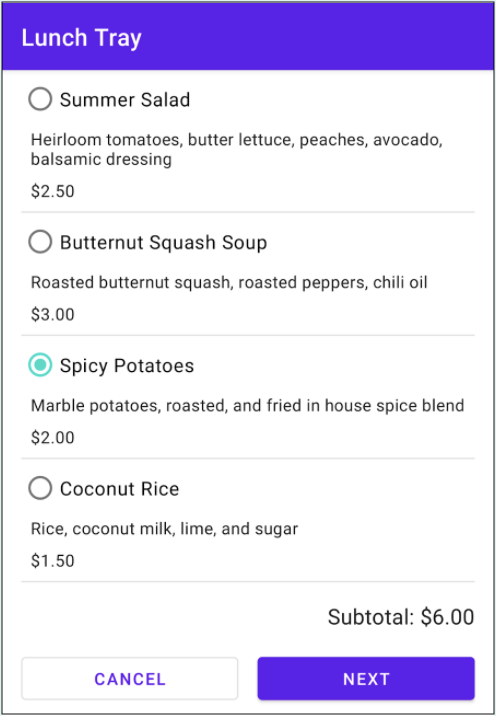 Lunch Tray
Summer Salad
Heirloom tomatoes, butter lettuce, peaches, avocado,
balsamic dressing
$2.50
Butternut Squash Soup
Roasted butternut squash, roasted peppers, chili oil
$3.00
Spicy Potatoes
Marble potatoes, roasted, and fried in house spice blend
$2.00
Coconut Rice
Rice, coconut milk, lime, and sugar
$1.50
Subtotal: $6.00
CANCEL
NEXT